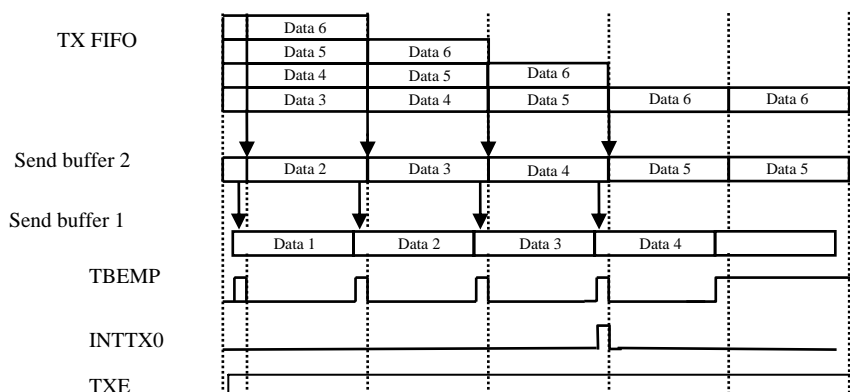 TX FIFO
Data 6
Data 5 Data 6
Data 4 Data 5 Data 6
Data 3 Data 4 Data 5 Data 6 Data 6
Send buffer 2
Data 2 Data 3 Data 4 Data 5 Data 5
Send buffer 1
Data 1 Data 2 Data 3 Data 4
TBEMP
INTTX0
TXE